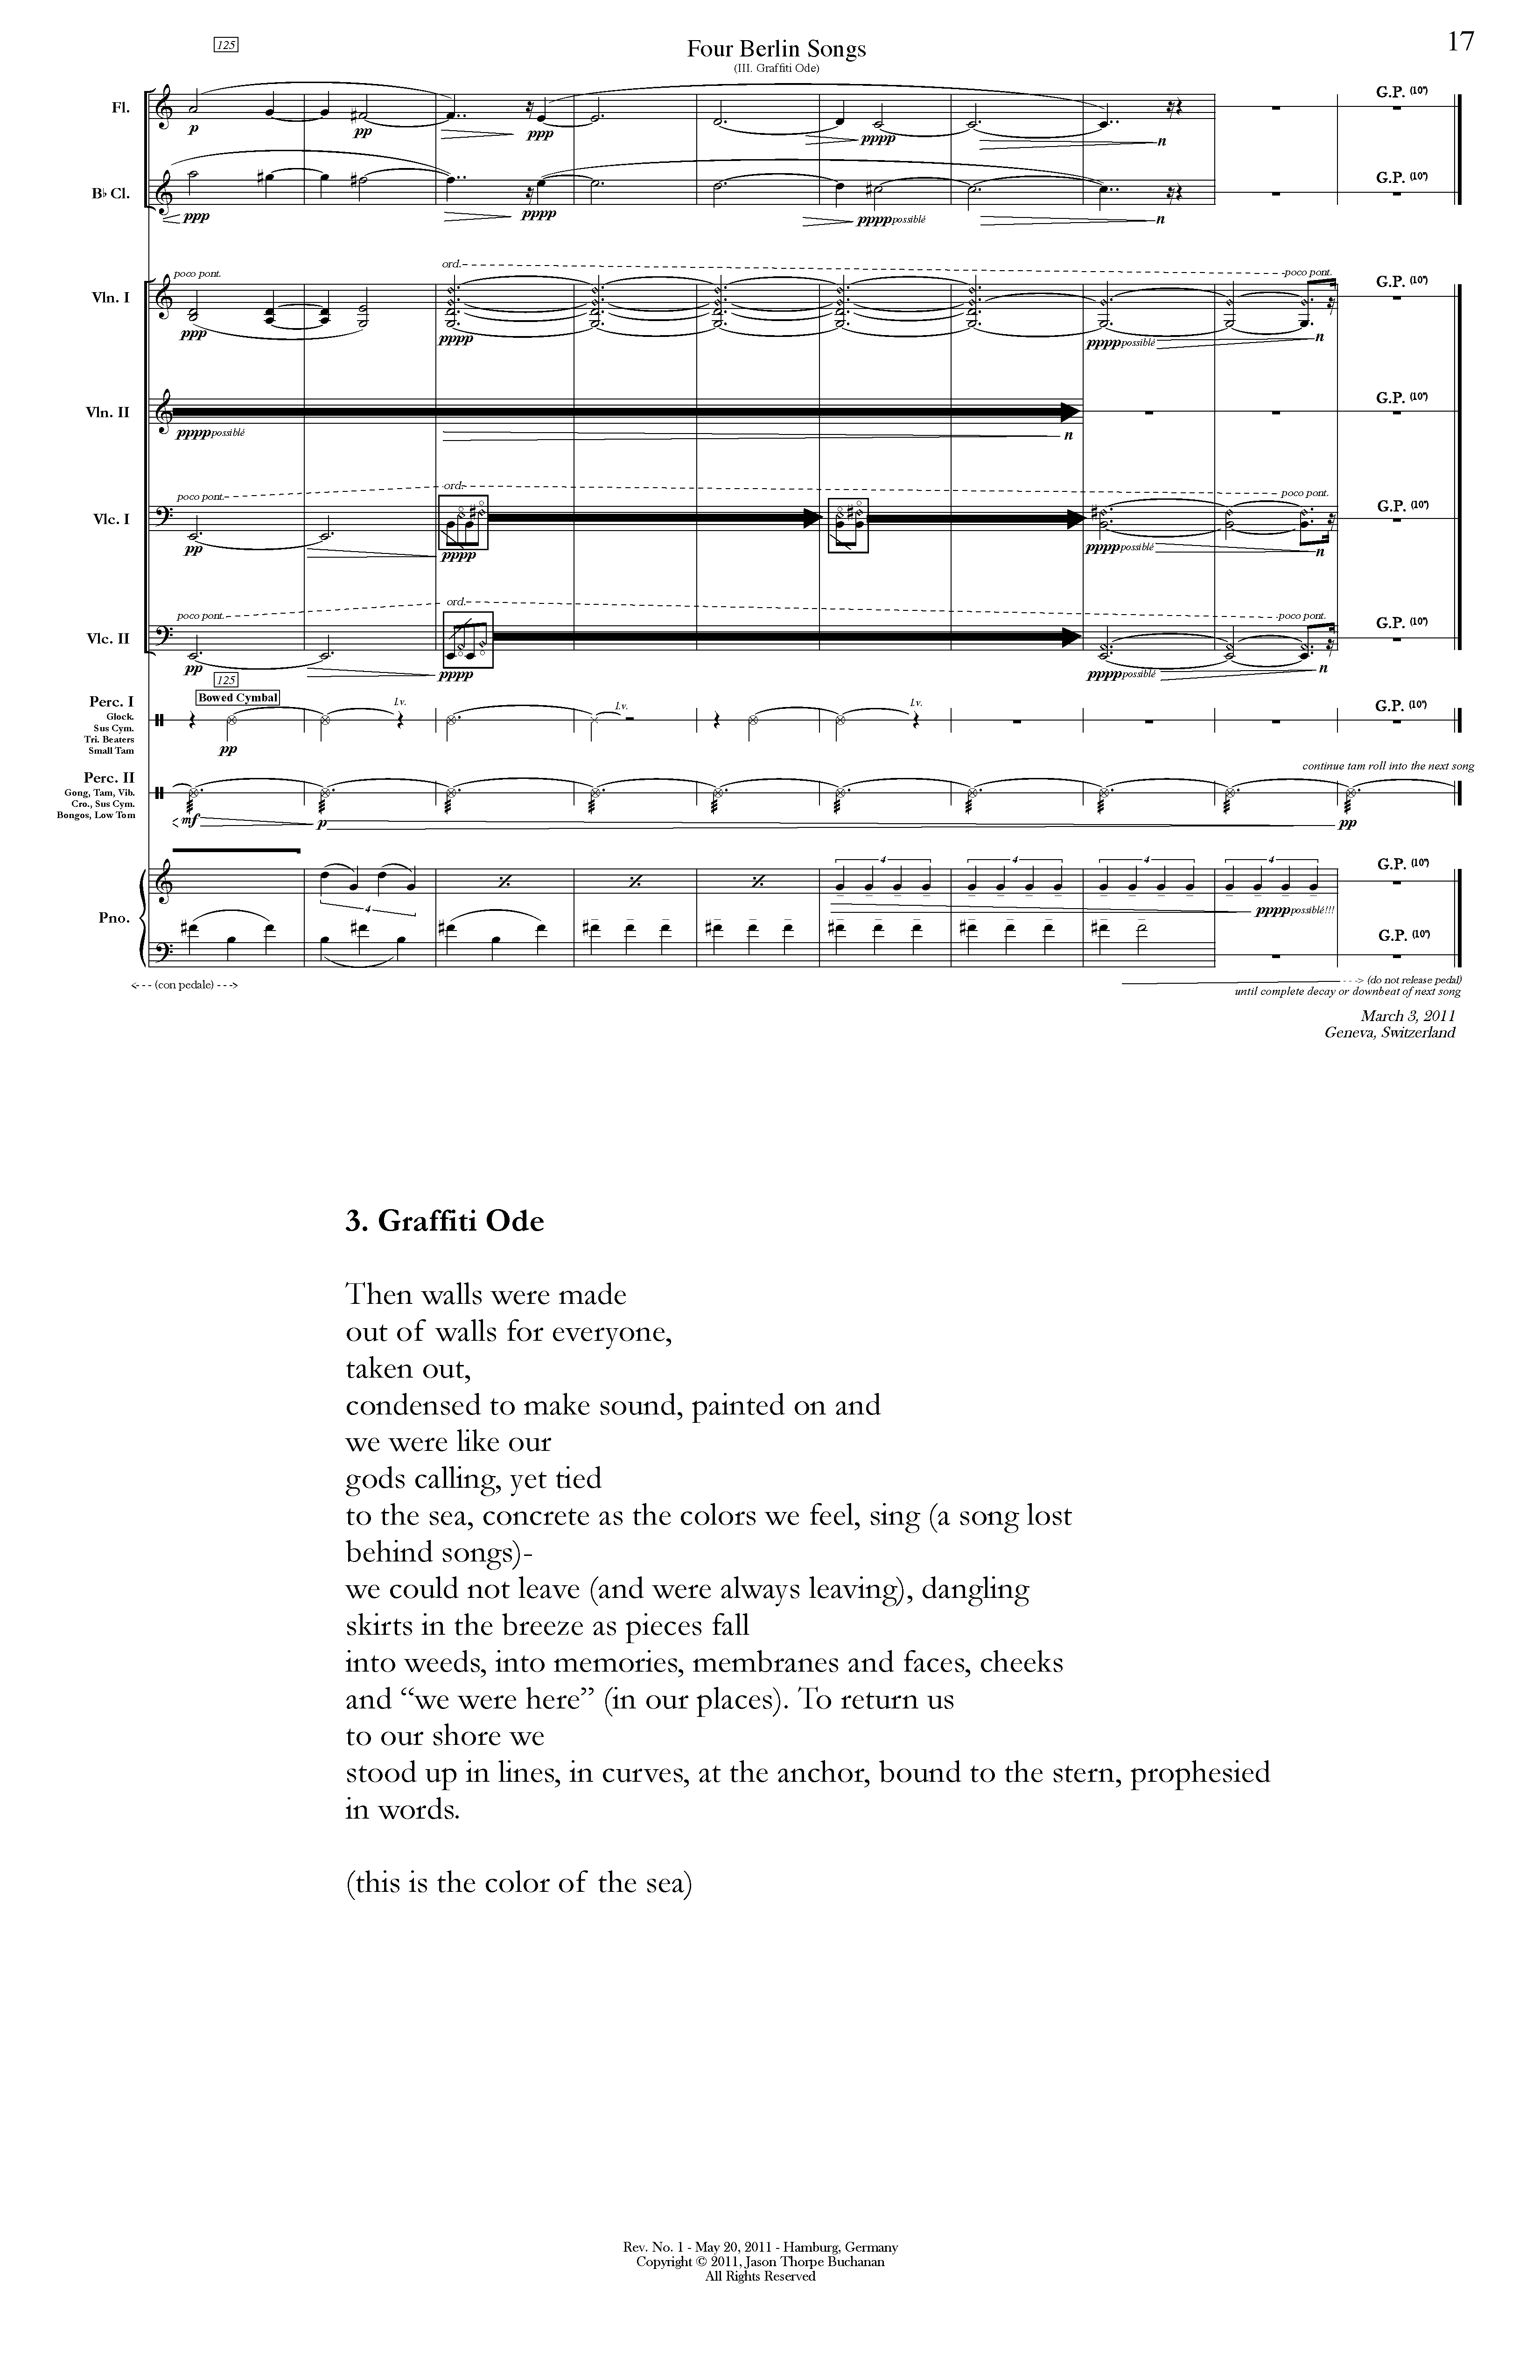 125
Four Berlin Songs
17
(III. Graffiti Ode)
Fl.
G.P. (10")
p
pp
ppp
pppp
n
B♭ Cl.
G.P. (10")
ppp
pppp
pppp possiblé
n
poco pont.
ord.
poco pont.
Vln. I
G.P. (10")
ppp
pppp
pppp possiblé
n
Vln. II
G.P. (10")
pppp possiblé
n
poco pont.
ord.
poco pont.
Vlc. I
G.P. (10")
pp
pppp
pppp possiblé
n
poco pont.
ord.
poco pont.
Vlc. II
G.P. (10")
pp
pppp
pppp possiblé
n
125
Bowed Cymbal
Perc. I
Glock.
Sus Cym.
Tri. Beaters
Small Tam
l.v.
l.v.
l.v.
G.P. (10")
pp
continue tam roll into the next song
Perc. II
Gong, Tam, Vib.
Cro., Sus Cym.
Bongos, Low Tom
mf
p
pp
Pno.
4
4
4
4
4
G.P. (10")
pppp possiblé!!!
G.P. (10")
<--- (con pedale) --->
---> (do not release pedal)
until complete decay or downbeat of next song
March 3, 2011
Geneva, Switzerland
3. Graffiti Ode
Then walls were made
out of walls for everyone,
taken out,
condensed to make sound, painted on and
we were like our
gods calling, yet tied
to the sea, concrete as the colors we feel, sing (a song lost
behind songs)-
we could not leave (and were always leaving), dangling
skirts in the breeze as pieces fall
into weeds, into memories, membranes and faces, cheeks
and “we were here” (in our places). To return us
to our shore we
stood up in lines, in curves, at the anchor, bound to the stern, prophesied
in words.
(this is the color of the sea)
Rev. No. 1 - May 20, 2011 - Hamburg, Germany
Copyright © 2011, Jason Thorpe Buchanan
All Rights Reserved